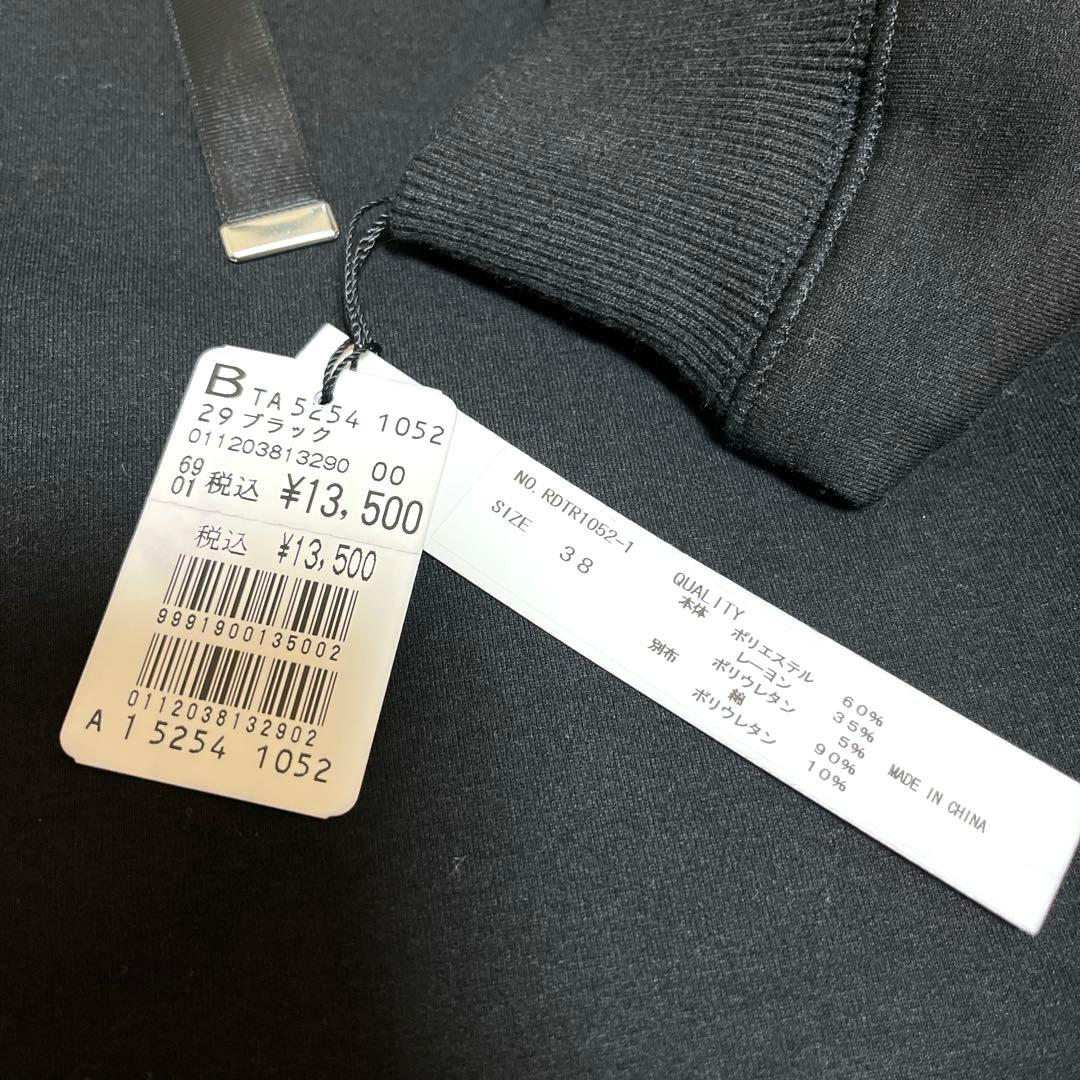 B TA 5254 1052
29 ブラック
011203813290 00
69
01 税込 ¥13,500
税込 ¥13,500
9991900135002
0112038132902
A 1 5254 1052
NO. RDTR1052-1
SIZE 38
QUALITY
本体 ポリエステル 60%
レーヨン 35%
ポリウレタン 5%
別布 綿 90%
ポリウレタン 10%
MADE IN CHINA